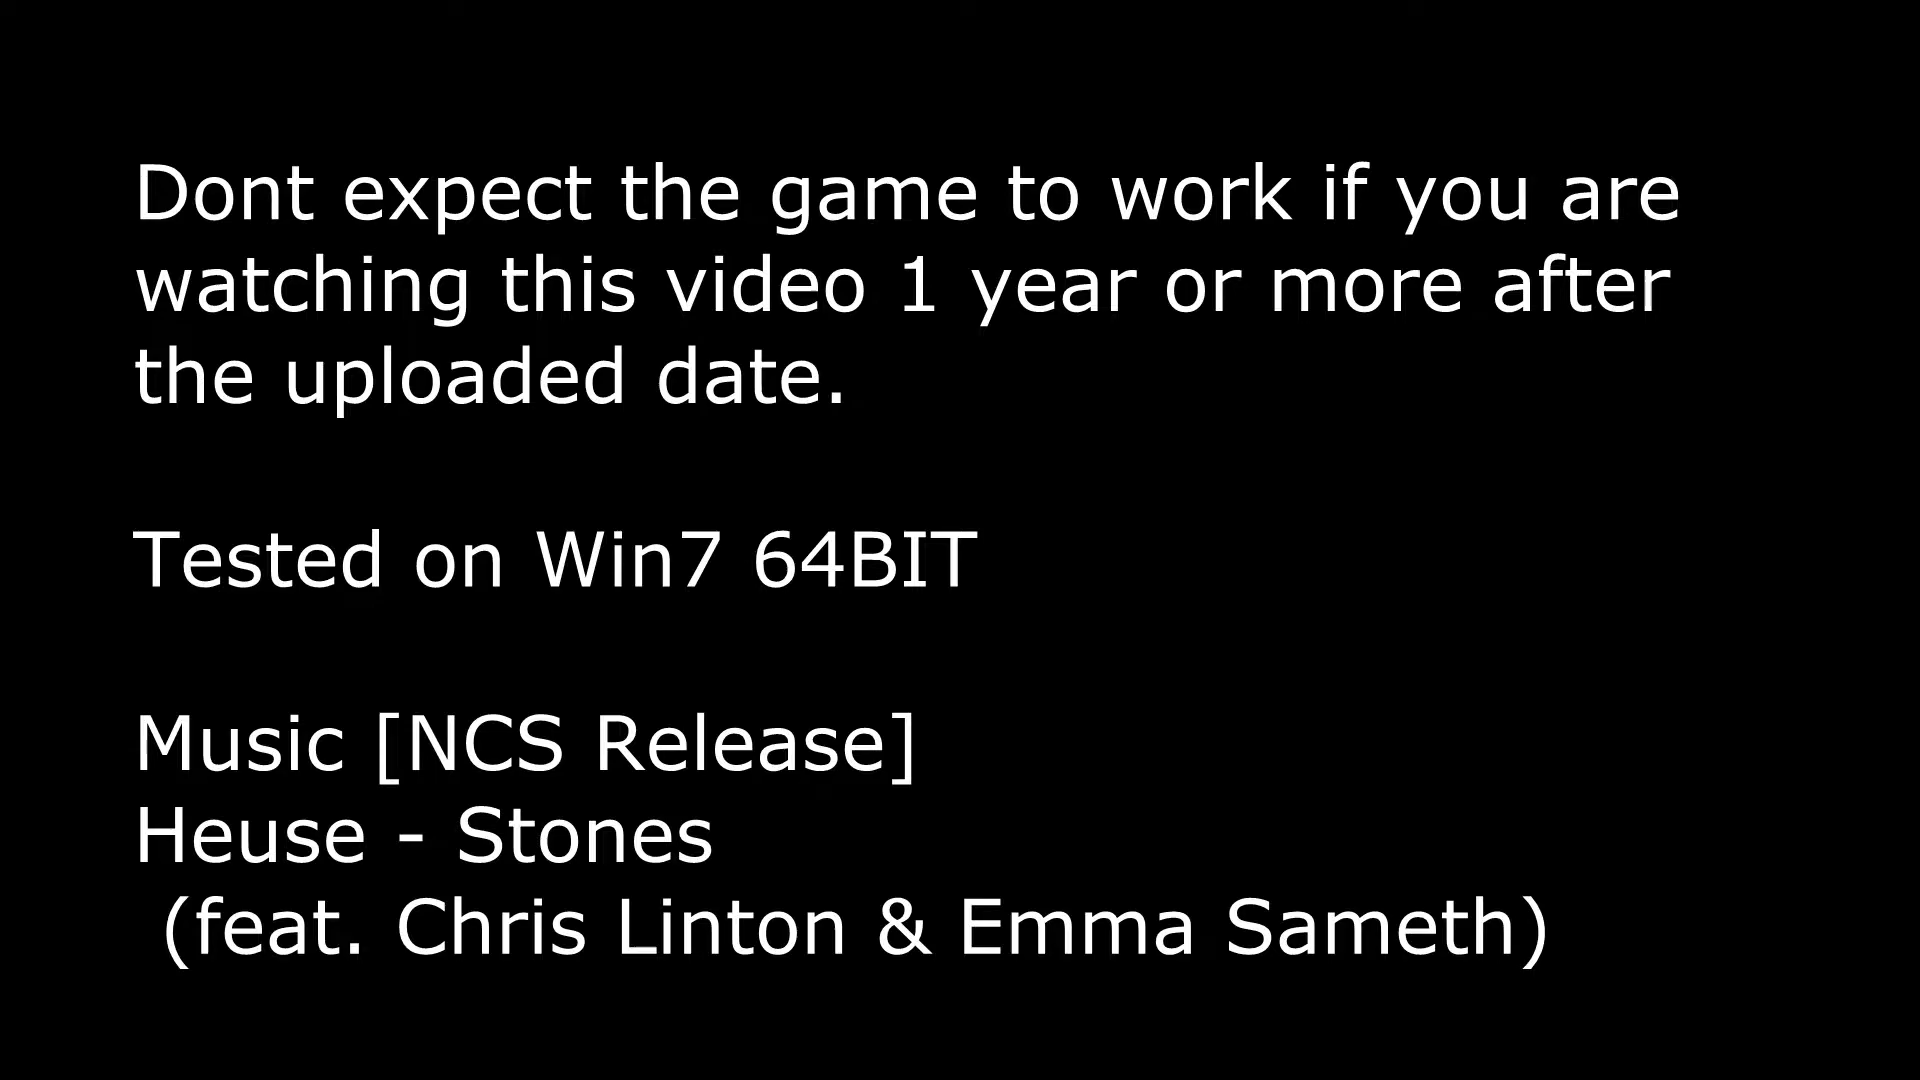 Dont expect the game to work if you are
watching this video 1 year or more after
the uploaded date.
Tested on Win7 64BIT
Music [NCS Release]
Heuse - Stones
(feat. Chris Linton & Emma Sameth)